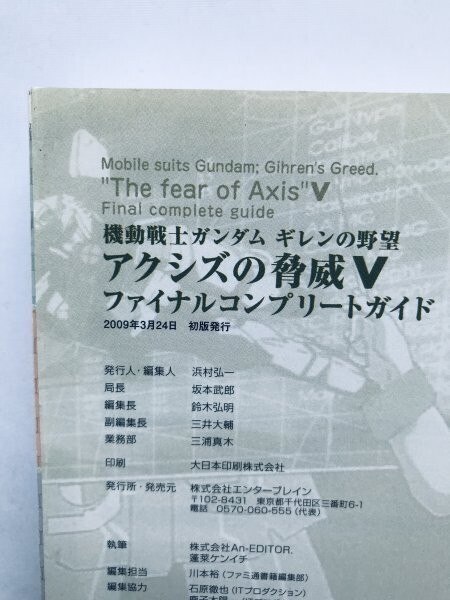 Mobile suits Gundam; Gihren's Greed.
"The fear of Axis"V
Final complete guide
機動戦士ガンダム ギレンの野望
アクシズの脅威V
ファイナルコンプリートガイド
2009年3月24日　初版発行
発行人・編集人　浜村弘一
局長　坂本武郎
編集長　鈴木弘明
副編集長　三井大輔
業務部　三浦真木
印刷　大日本印刷株式会社
発行所・発売元　株式会社エンターブレイン
〒102-8431　東京都千代田区三番町6-1
電話　0570-060-555（代表）
執筆　株式会社An-EDITOR.
蓬莱ケンイチ
編集担当　川本裕（ファミ通書籍編集部）
編集協力　石原徹也（ITプロダクション）